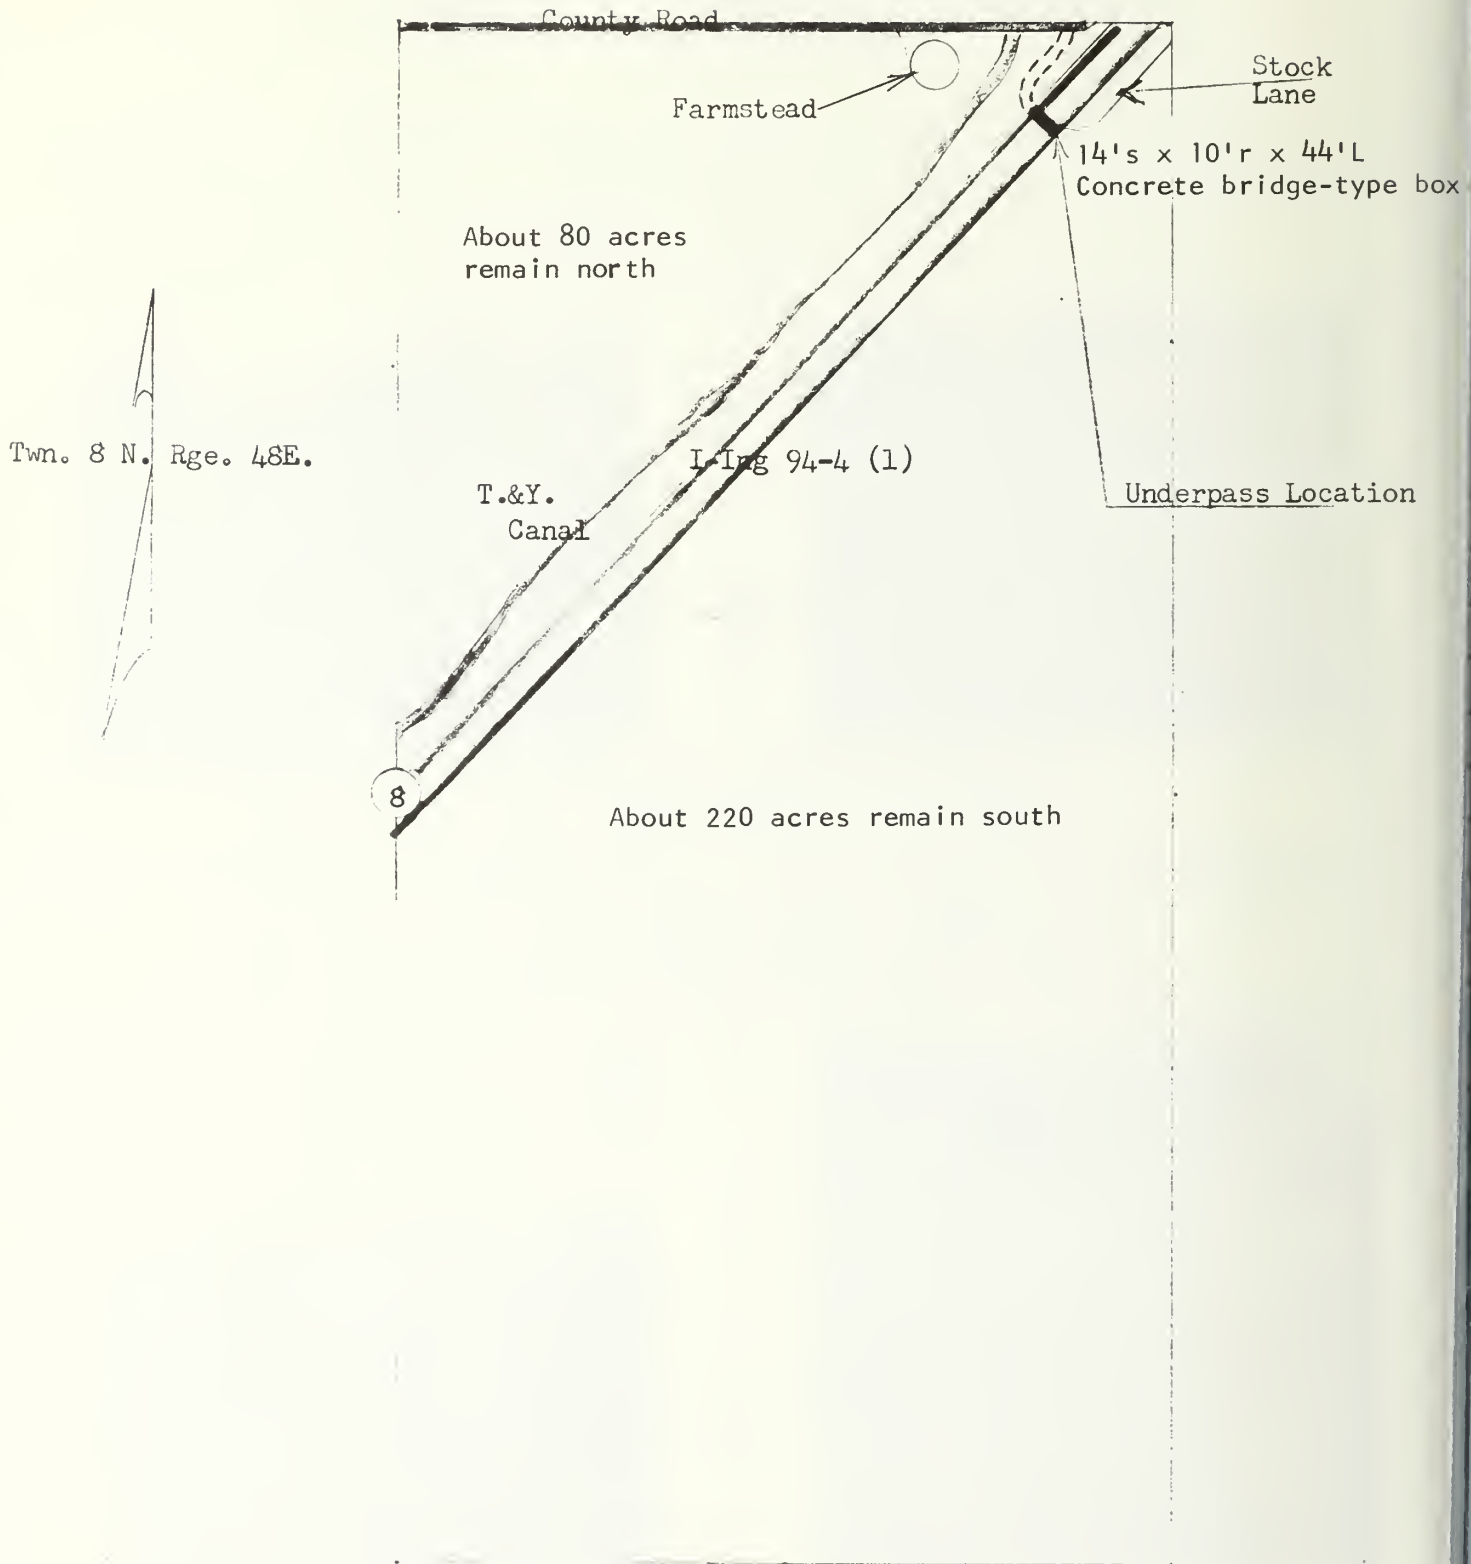 County Road
Stock
Lane
Farmstead
14's x 10'r x 44'L
Concrete bridge-type box
About 80 acres
remain north
Twn. 8 N. Rge. 48E.
I-Ing 94-4 (1)
T.&Y.
Canal
Underpass Location
8
About 220 acres remain south